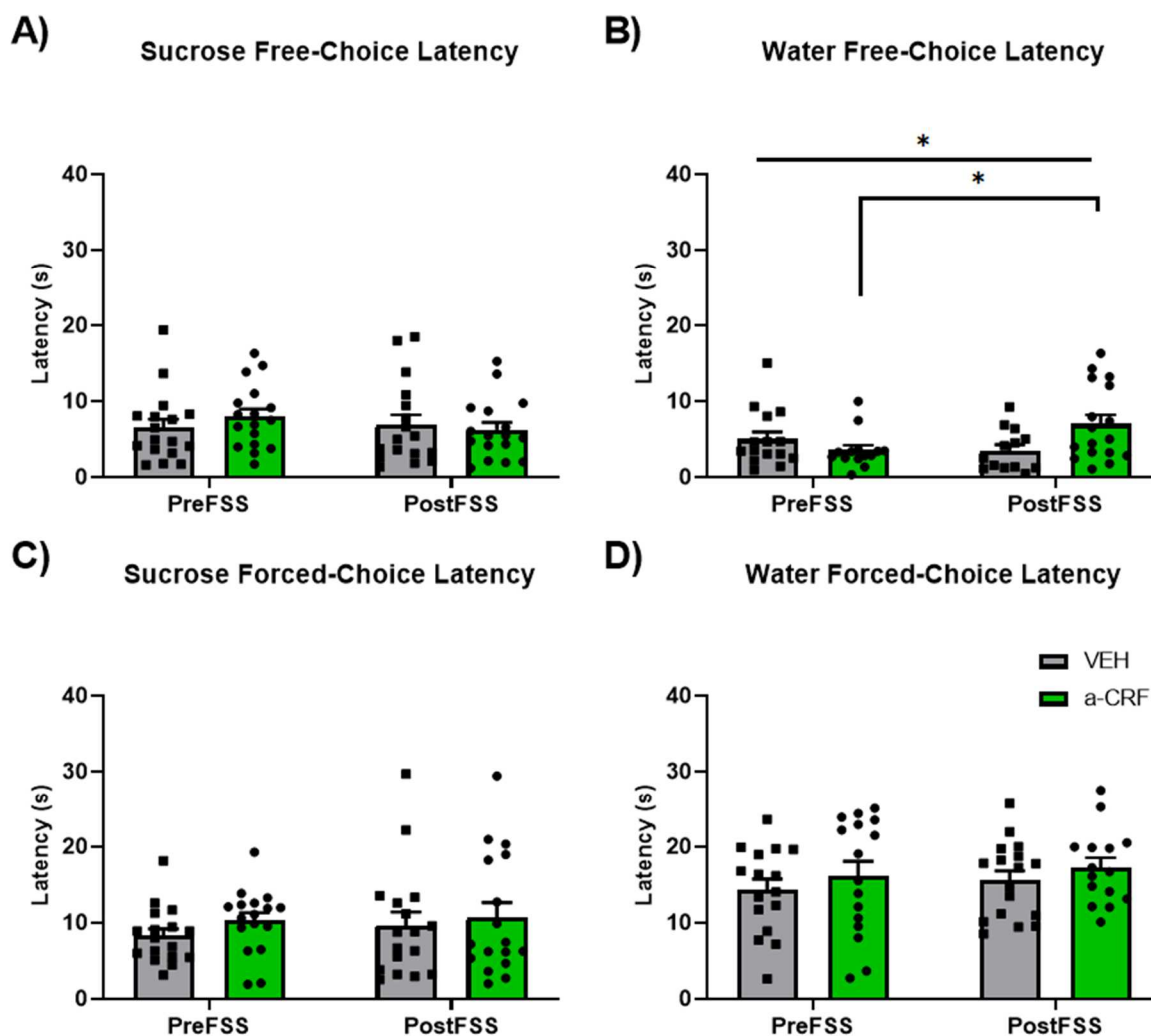 A)
Sucrose Free-Choice Latency
Latency (s)
40
30
20
10
0
PreFSS
PostFSS
B)
Water Free-Choice Latency
*
*
Latency (s)
40
30
20
10
0
PreFSS
PostFSS
C)
Sucrose Forced-Choice Latency
Latency (s)
40
30
20
10
0
PreFSS
PostFSS
D)
Water Forced-Choice Latency
VEH
a-CRF
Latency (s)
40
30
20
10
0
PreFSS
PostFSS